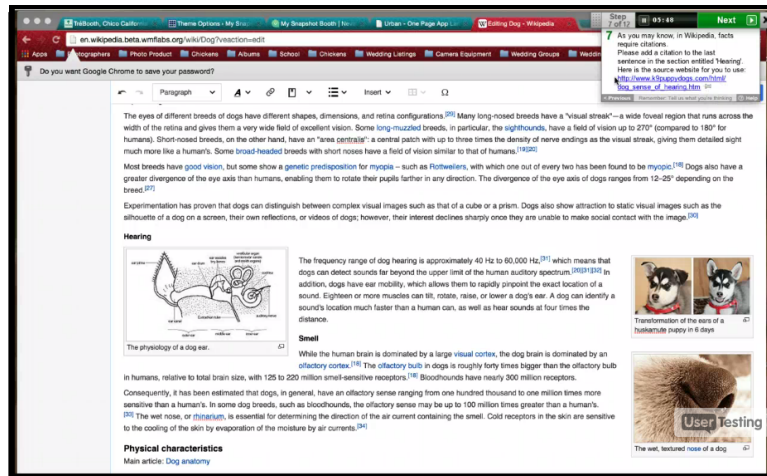 TréBooth, Chico Californi
Theme Options ‹ My Snap
My Snapshot Booth | Ne
Urban - One Page App La
Editing Dog - Wikipedia
en.wikipedia.beta.wmflabs.org/wiki/Dog?veaction=edit
Apps Photographers Photo Product Chickens Albums School Chickens Wedding Listings Camera Equipment Wedding Groups Weddin
Do you want Google Chrome to save your password?
Step
7 of 12
05:48
Next
7 As you may know, in Wikipedia, facts
require citations.
Please add a citation to the last
sentence in the section entitled 'Hearing'.
Here is the source website for you to use:
http://www.k9puppydogs.com/html/
dog_sense_of_hearing.htm
Previous Remember: Tell us what you're thinking Help
Paragraph A Insert Ω
The eyes of different breeds of dogs have different shapes, dimensions, and retina configurations.[29] Many long-nosed breeds have a "visual streak"—a wide foveal region that runs across the
width of the retina and gives them a very wide field of excellent vision. Some long-muzzled breeds, in particular, the sighthounds, have a field of vision up to 270° (compared to 180° for
humans). Short-nosed breeds, on the other hand, have an "area centralis": a central patch with up to three times the density of nerve endings as the visual streak, giving them detailed sight
much more like a human's. Some broad-headed breeds with short noses have a field of vision similar to that of humans.[19][20]
Most breeds have good vision, but some show a genetic predisposition for myopia – such as Rottweilers, with which one out of every two has been found to be myopic.[18] Dogs also have a
greater divergence of the eye axis than humans, enabling them to rotate their pupils farther in any direction. The divergence of the eye axis of dogs ranges from 12–25° depending on the
breed.[27]
Experimentation has proven that dogs can distinguish between complex visual images such as that of a cube or a prism. Dogs also show attraction to static visual images such as the
silhouette of a dog on a screen, their own reflections, or videos of dogs; however, their interest declines sharply once they are unable to make social contact with the image.[30]
Hearing
The physiology of a dog ear.
The frequency range of dog hearing is approximately 40 Hz to 60,000 Hz,[31] which means that
dogs can detect sounds far beyond the upper limit of the human auditory spectrum.[20][31][32] In
addition, dogs have ear mobility, which allows them to rapidly pinpoint the exact location of a
sound. Eighteen or more muscles can tilt, rotate, raise, or lower a dog's ear. A dog can identify a
sound's location much faster than a human can, as well as hear sounds at four times the
distance.
Transformation of the ears of a
huskamute puppy in 6 days
Smell
While the human brain is dominated by a large visual cortex, the dog brain is dominated by an
olfactory cortex.[18] The olfactory bulb in dogs is roughly forty times bigger than the olfactory bulb
in humans, relative to total brain size, with 125 to 220 million smell-sensitive receptors.[18] Bloodhounds have nearly 300 million receptors.
Consequently, it has been estimated that dogs, in general, have an olfactory sense ranging from one hundred thousand to one million times more
sensitive than a human's. In some dog breeds, such as bloodhounds, the olfactory sense may be up to 100 million times greater than a human's.
[33] The wet nose, or rhinarium, is essential for determining the direction of the air current containing the smell. Cold receptors in the skin are sensitive
to the cooling of the skin by evaporation of the moisture by air currents.[34]
User Testing
The wet, textured nose of a dog
Physical characteristics
Main article: Dog anatomy